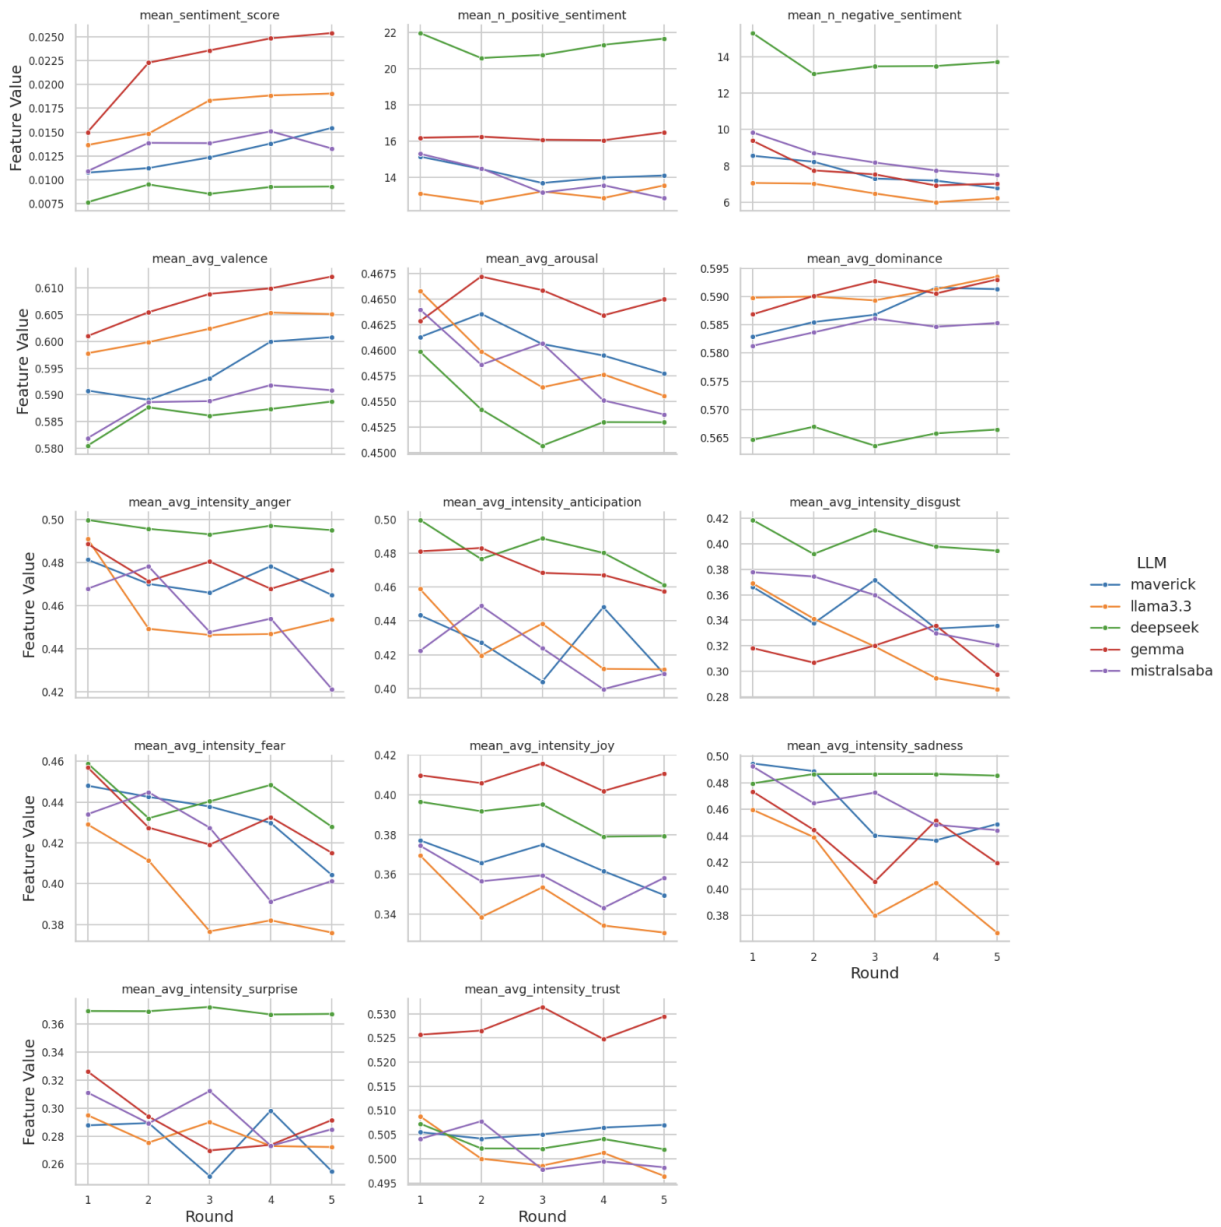 mean_sentiment_score
mean_n_positive_sentiment
mean_n_negative_sentiment
Feature Value
0.0250
0.0225
0.0200
0.0175
0.0150
0.0125
0.0100
0.0075
22
20
18
16
14
14
12
10
8
6
mean_avg_valence
mean_avg_arousal
mean_avg_dominance
Feature Value
0.610
0.605
0.600
0.595
0.590
0.585
0.580
0.4675
0.4650
0.4625
0.4600
0.4575
0.4550
0.4525
0.4500
0.595
0.590
0.585
0.580
0.575
0.570
0.565
mean_avg_intensity_anger
mean_avg_intensity_anticipation
mean_avg_intensity_disgust
Feature Value
0.50
0.48
0.46
0.44
0.42
0.50
0.48
0.46
0.44
0.42
0.40
0.42
0.40
0.38
0.36
0.34
0.32
0.30
0.28
LLM
maverick
llama3.3
deepseek
gemma
mistralsaba
mean_avg_intensity_fear
mean_avg_intensity_joy
mean_avg_intensity_sadness
Feature Value
0.46
0.44
0.42
0.40
0.38
0.42
0.40
0.38
0.36
0.34
0.50
0.48
0.46
0.44
0.42
0.40
0.38
1 2 3 4 5
Round
mean_avg_intensity_surprise
mean_avg_intensity_trust
Feature Value
0.36
0.34
0.32
0.30
0.28
0.26
0.530
0.525
0.520
0.515
0.510
0.505
0.500
0.495
1 2 3 4 5
1 2 3 4 5
Round
Round